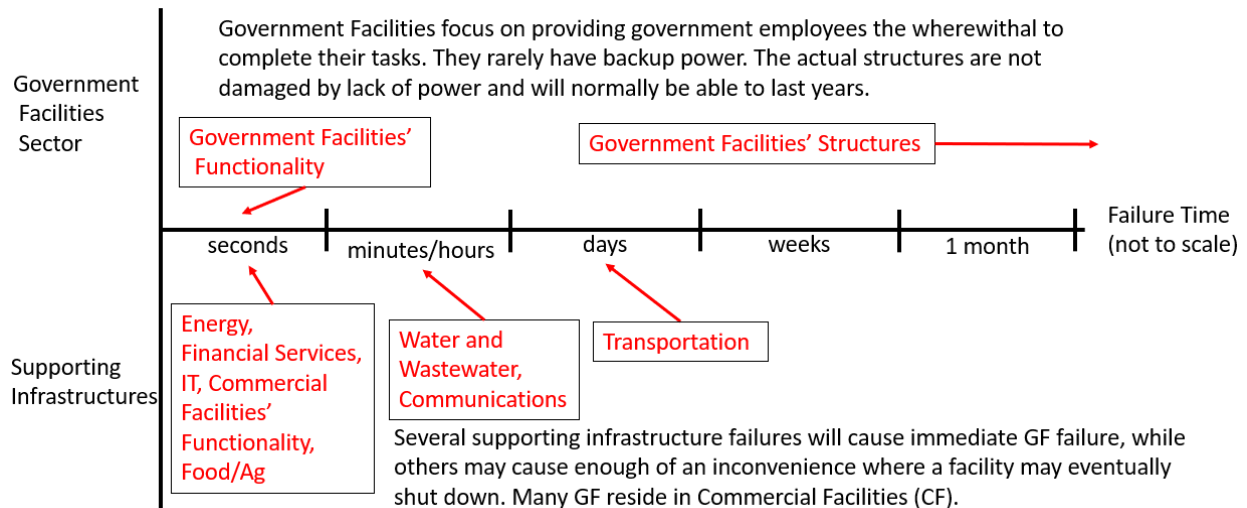 Government Facilities focus on providing government employees the wherewithal to
complete their tasks. They rarely have backup power. The actual structures are not
damaged by lack of power and will normally be able to last years.
Government
Facilities
Sector
Government Facilities’
Functionality
Government Facilities’ Structures
Failure Time
(not to scale)
seconds
minutes/hours
days
weeks
1 month
Supporting
Infrastructures
Energy,
Financial Services,
IT, Commercial
Facilities’
Functionality,
Food/Ag
Water and
Wastewater,
Communications
Transportation
Several supporting infrastructure failures will cause immediate GF failure, while
others may cause enough of an inconvenience where a facility may eventually
shut down. Many GF reside in Commercial Facilities (CF).